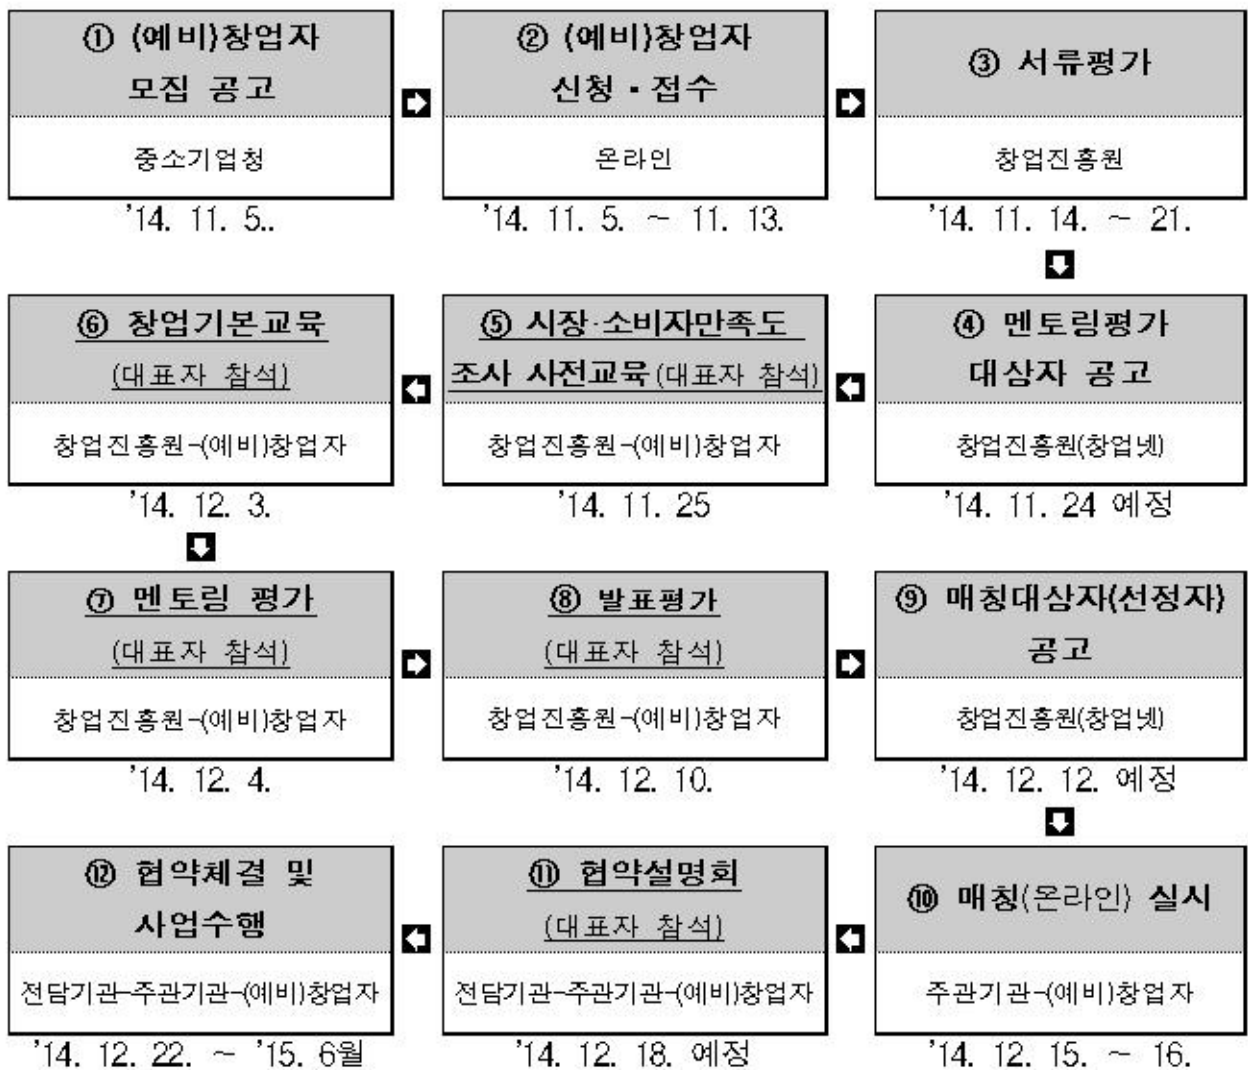 ① (예비)창업자
모집 공고
중소기업청
'14. 11. 5..
② (예비)창업자
신청·접수
온라인
'14. 11. 5. ~ 11. 13.
③ 서류평가
창업진흥원
'14. 11. 14. ~ 21.
④ 멘토링평가
대상자 공고
창업진흥원(창업넷)
'14. 11. 24 예정
⑤ 시장·소비자만족도
조사 사전교육(대표자 참석)
창업진흥원-(예비)창업자
'14. 11. 25
⑥ 창업기본교육
(대표자 참석)
창업진흥원-(예비)창업자
'14. 12. 3.
⑦ 멘토링 평가
(대표자 참석)
창업진흥원-(예비)창업자
'14. 12. 4.
⑧ 발표평가
(대표자 참석)
창업진흥원-(예비)창업자
'14. 12. 10.
⑨ 매칭대상자(선정자)
공고
창업진흥원(창업넷)
'14. 12. 12. 예정
⑩ 매칭(온라인) 실시
주관기관-(예비)창업자
'14. 12. 15. ~ 16.
⑪ 협약설명회
(대표자 참석)
전담기관-주관기관-(예비)창업자
'14. 12. 18. 예정
⑫ 협약체결 및
사업수행
전담기관-주관기관-(예비)창업자
'14. 12. 22. ~ '15. 6월